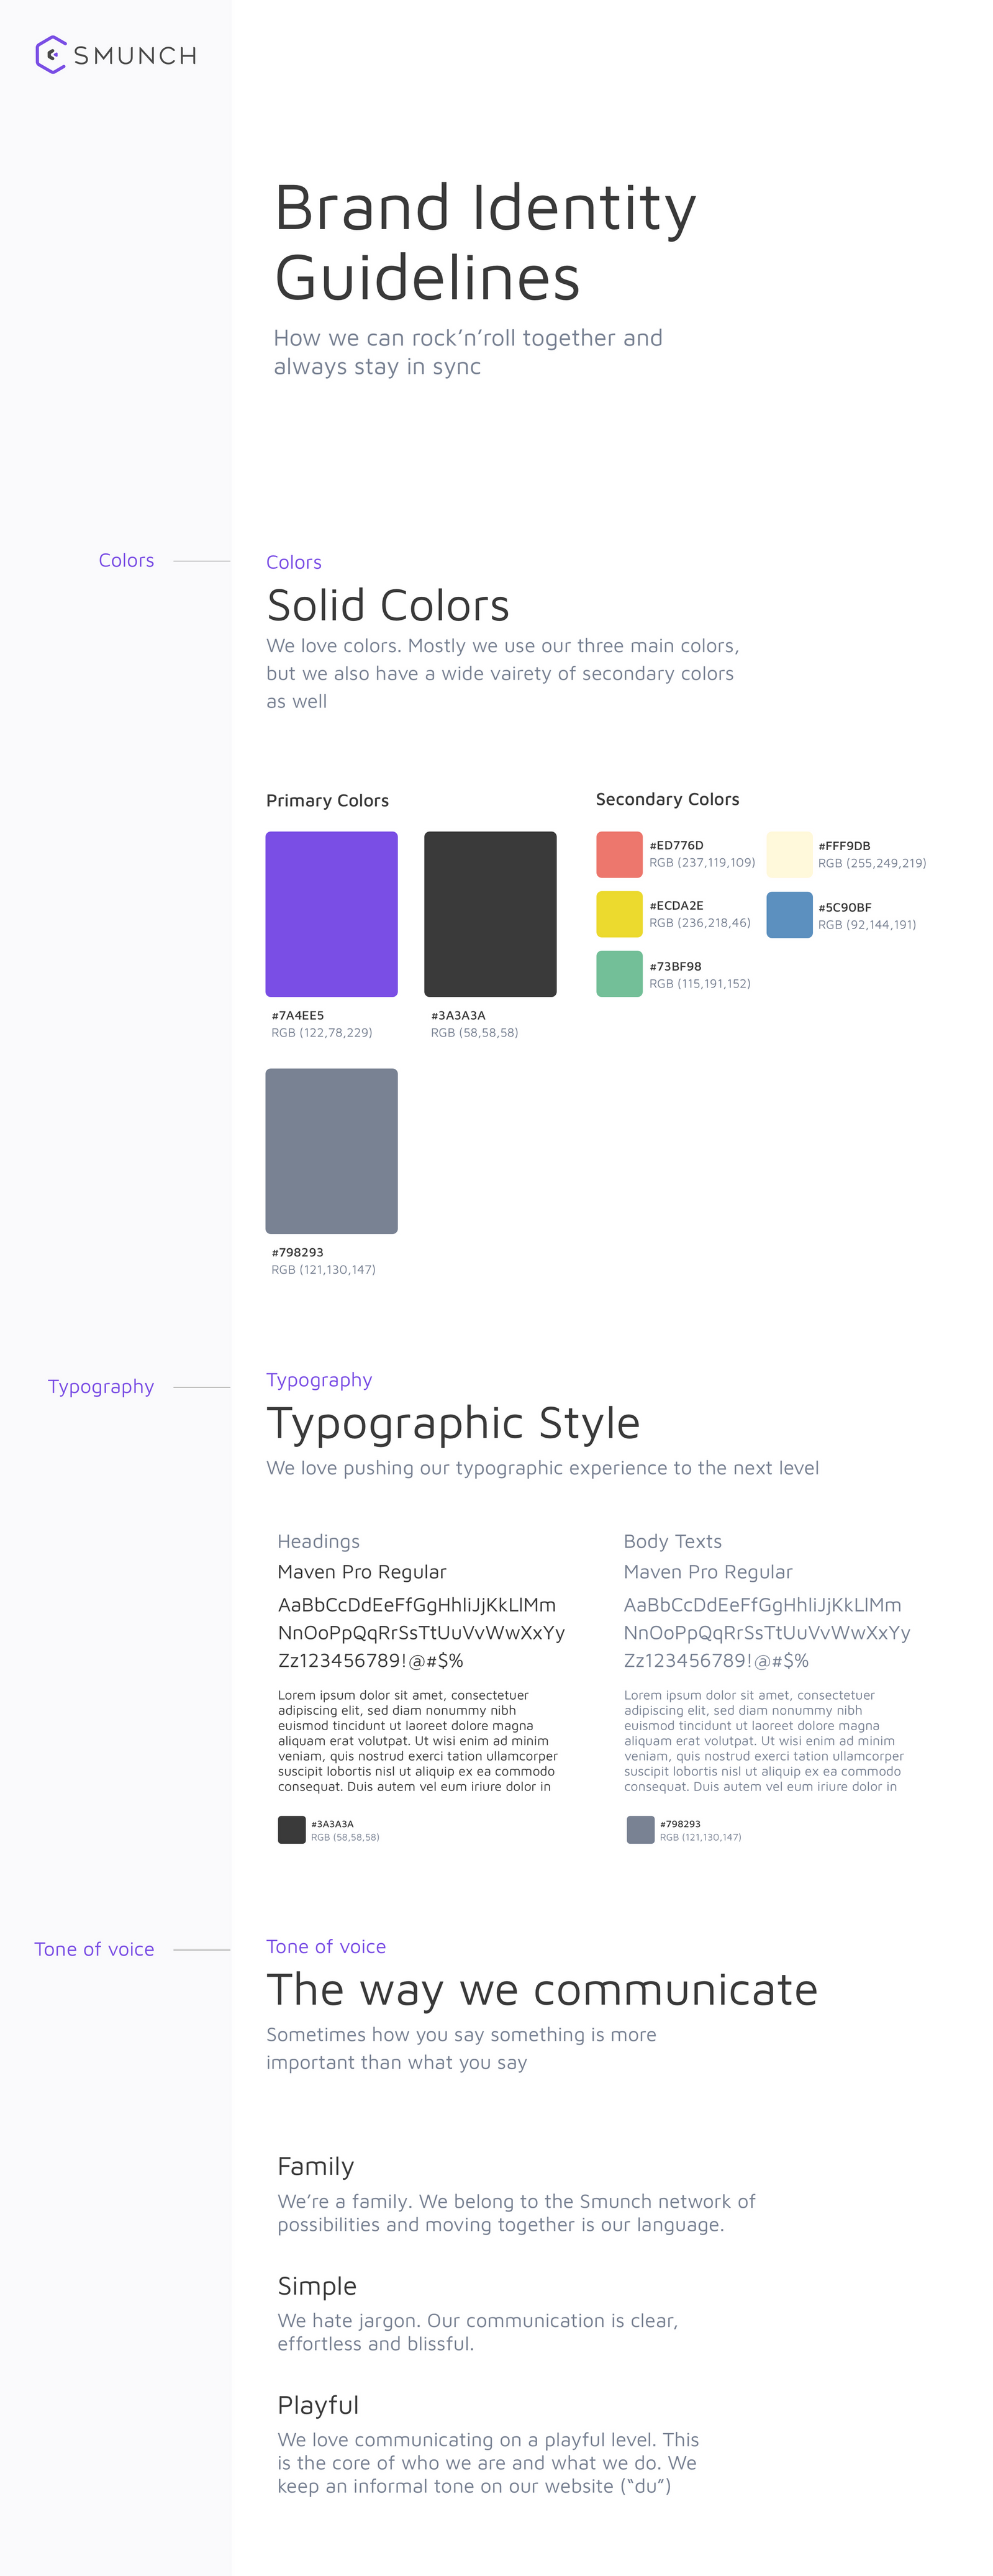 SMUNCH
Brand Identity
Guidelines
How we can rock’n’roll together and
always stay in sync
Colors
Colors
Solid Colors
We love colors. Mostly we use our three main colors,
but we also have a wide vairety of secondary colors
as well
Primary Colors
#7A4EE5
RGB (122,78,229)
#3A3A3A
RGB (58,58,58)
#798293
RGB (121,130,147)
Secondary Colors
#ED776D
RGB (237,119,109)
#FFF9DB
RGB (255,249,219)
#ECDA2E
RGB (236,218,46)
#5C90BF
RGB (92,144,191)
#73BF98
RGB (115,191,152)
Typography
Typography
Typographic Style
We love pushing our typographic experience to the next level
Headings
Maven Pro Regular
AaBbCcDdEeFfGgHhIiJjKkLlMm
NnOoPpQqRrSsTtUuVvWwXxYy
Zz123456789!@#$%
Lorem ipsum dolor sit amet, consectetuer
adipiscing elit, sed diam nonummy nibh
euismod tincidunt ut laoreet dolore magna
aliquam erat volutpat. Ut wisi enim ad minim
veniam, quis nostrud exerci tation ullamcorper
suscipit lobortis nisl ut aliquip ex ea commodo
consequat. Duis autem vel eum iriure dolor in
#3A3A3A
RGB (58,58,58)
Body Texts
Maven Pro Regular
AaBbCcDdEeFfGgHhIiJjKkLlMm
NnOoPpQqRrSsTtUuVvWwXxYy
Zz123456789!@#$%
Lorem ipsum dolor sit amet, consectetuer
adipiscing elit, sed diam nonummy nibh
euismod tincidunt ut laoreet dolore magna
aliquam erat volutpat. Ut wisi enim ad minim
veniam, quis nostrud exerci tation ullamcorper
suscipit lobortis nisl ut aliquip ex ea commodo
consequat. Duis autem vel eum iriure dolor in
#798293
RGB (121,130,147)
Tone of voice
Tone of voice
The way we communicate
Sometimes how you say something is more
important than what you say
Family
We’re a family. We belong to the Smunch network of
possibilities and moving together is our language.
Simple
We hate jargon. Our communication is clear,
effortless and blissful.
Playful
We love communicating on a playful level. This
is the core of who we are and what we do. We
keep an informal tone on our website (“du”)